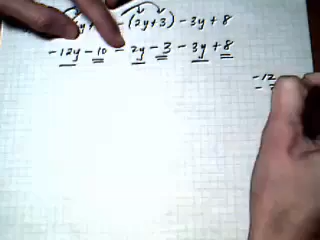 y - (2y + 3) - 3y + 8
- 12y - 10 - 2y - 3 - 3y + 8
- 12
-